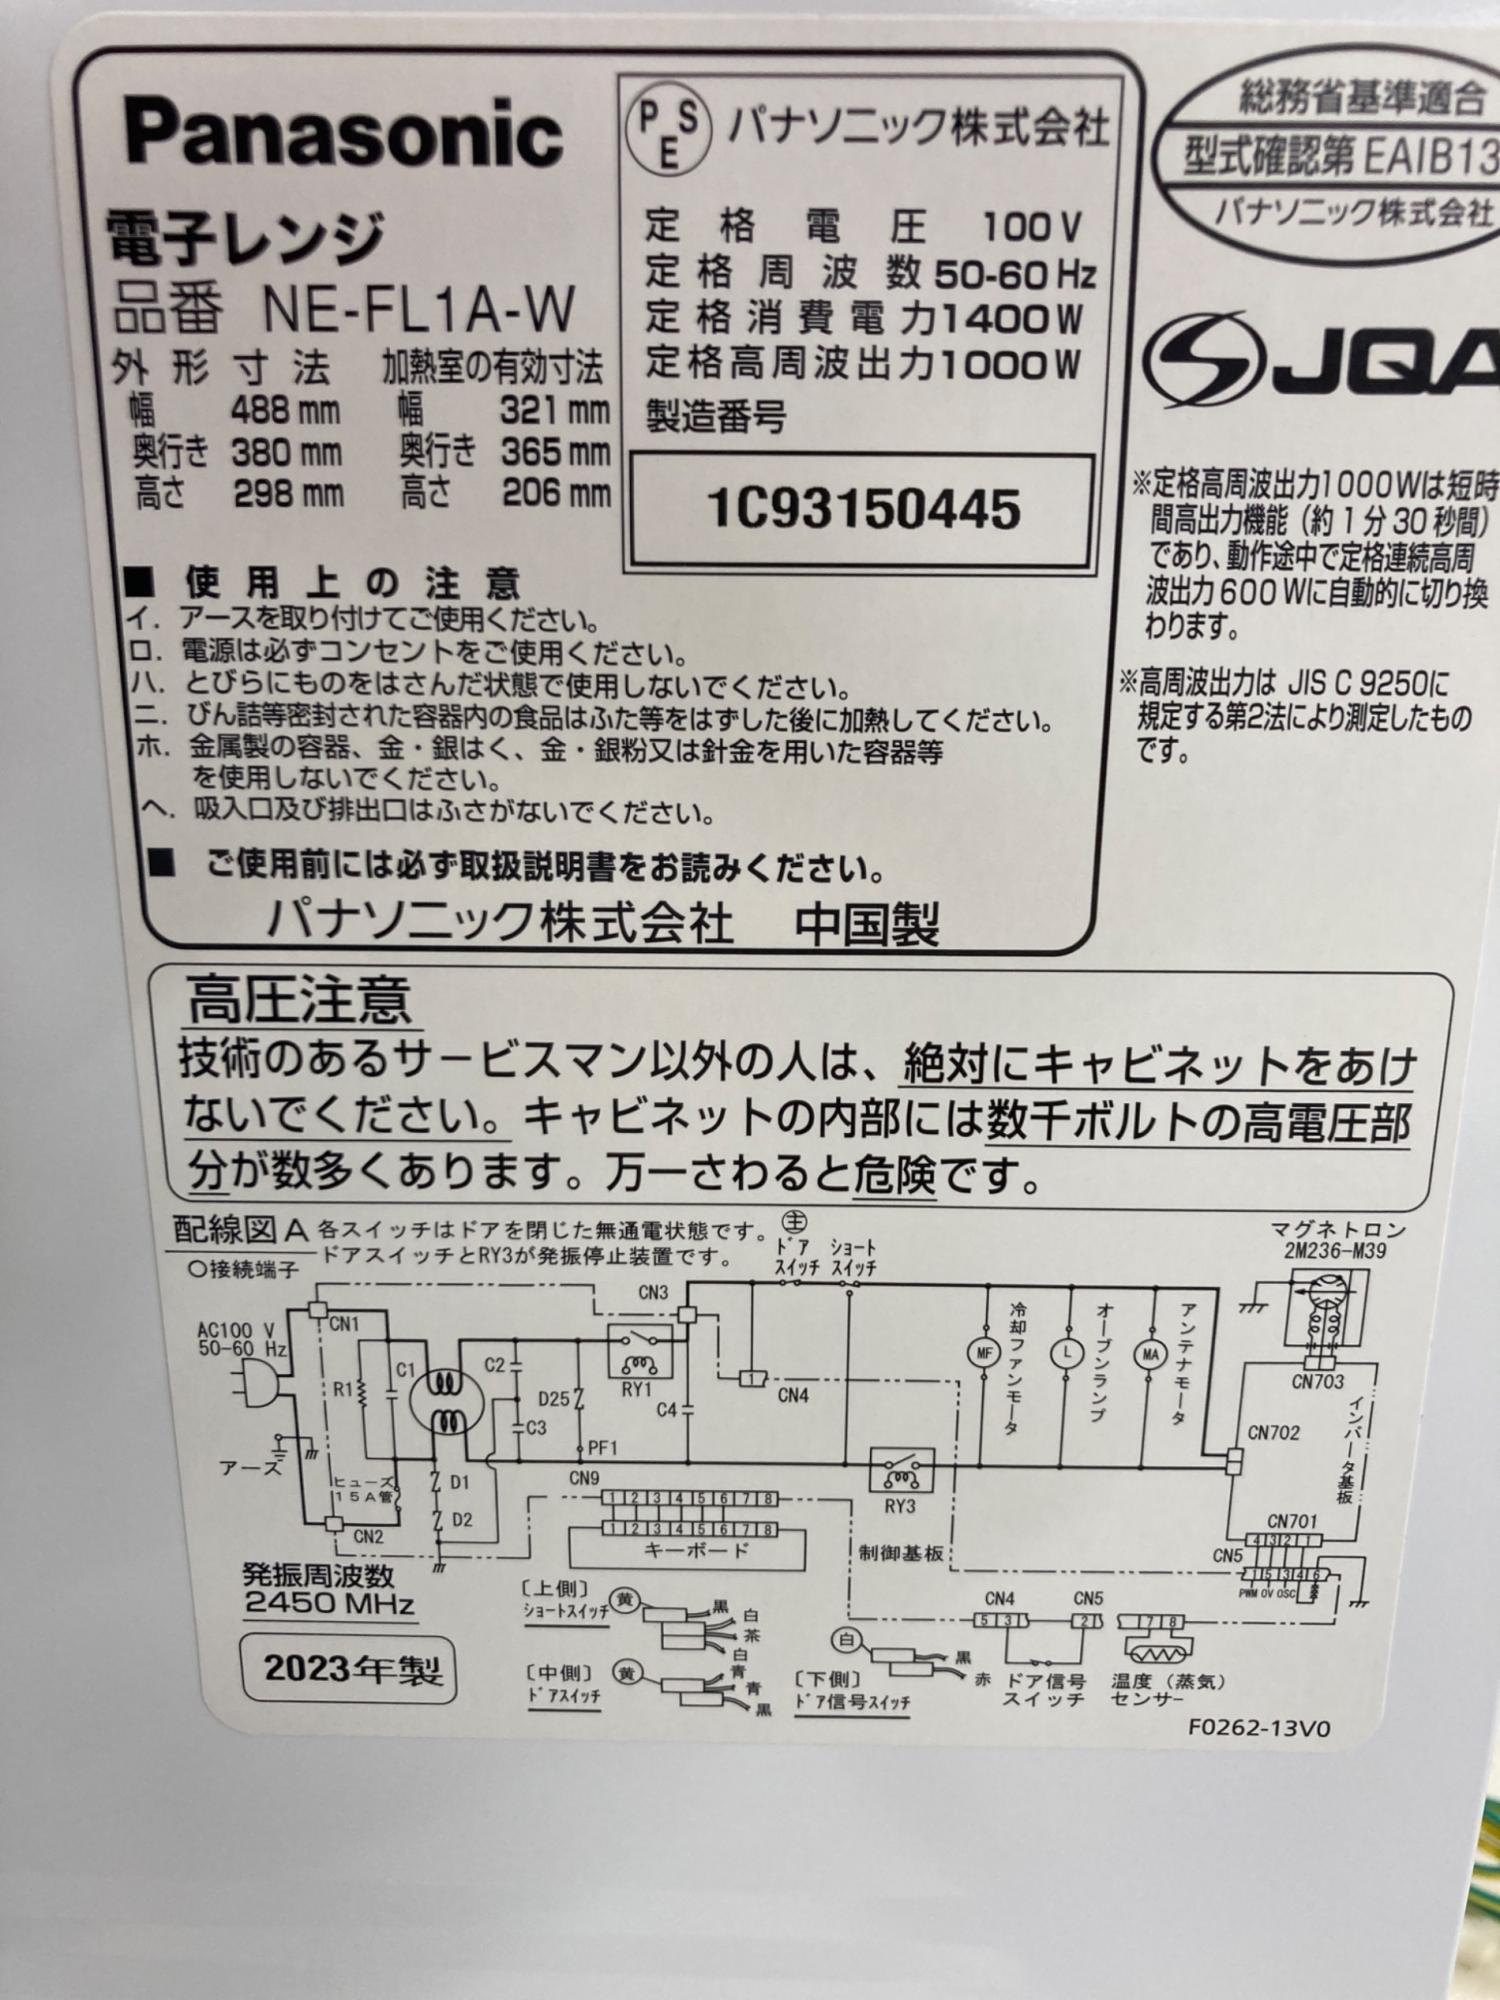 Panasonic
電子レンジ
品番 NE-FL1A-W
外形寸法 加熱室の有効寸法
幅 488 mm 幅 321 mm
奥行き 380 mm 奥行き 365 mm
高さ 298 mm 高さ 206 mm
PSE パナソニック株式会社
定格電圧 100 V
定格周波数 50-60 Hz
定格消費電力 1400 W
定格高周波出力 1000 W
製造番号
1C93150445
■ 使用上の注意
イ. アースを取り付けてご使用ください。
ロ. 電源は必ずコンセントをご使用ください。
ハ. とびらにものをはさんだ状態で使用しないでください。
ニ. びん詰等密封された容器内の食品はふた等をはずした後に加熱してください。
ホ. 金属製の容器、金・銀はく、金・銀粉又は針金を用いた容器等
を使用しないでください。
ヘ. 吸入口及び排出口はふさがないでください。
■ ご使用前には必ず取扱説明書をお読みください。
パナソニック株式会社 中国製
総務省基準適合
型式確認第 EAIB13
パナソニック株式会社
JQA
※定格高周波出力1000Wは短時
間高出力機能（約1分30秒間）
であり、動作途中で定格連続高周
波出力600Wに自動的に切り換
わります。
※高周波出力は JIS C 9250に
規定する第2法により測定したもの
です。
高圧注意
技術のあるサービスマン以外の人は、絶対にキャビネットをあけ
ないでください。キャビネットの内部には数千ボルトの高電圧部
分が数多くあります。万一さわると危険です。
配線図A 各スイッチはドアを閉じた無通電状態です。
ドアスイッチとRY3が発振停止装置です。
○接続端子
主
ドア
スイッチ
ショート
スイッチ
マグネトロン
2M236-M39
CN3
CN1
AC100 V
50-60 Hz
R1
C1
C2
C3
D25
PF1
RY1
C4
1
CN4
MF
冷却ファンモータ
L
オーブンランプ
MA
アンテナモータ
CN703
CN702
インバータ基板
アース
ヒューズ
15A管
D1
D2
CN2
CN9
1 2 3 4 5 6 7 8
1 2 3 4 5 6 7 8
キーボード
RY3
制御基板
CN701
4 3 2 1
CN5
1 5 3 4 6
PWM 0V OSC
発振周波数
2450 MHz
2023年製
〔上側〕
ショートスイッチ
黄
黒
白
茶
白
〔中側〕
ドアスイッチ
黄
青
青
黒
〔下側〕
ドア信号スイッチ
白
黒
赤
CN4
5 3
CN5
2
7 8
ドア信号
スイッチ
温度（蒸気）
センサー
F0262-13V0